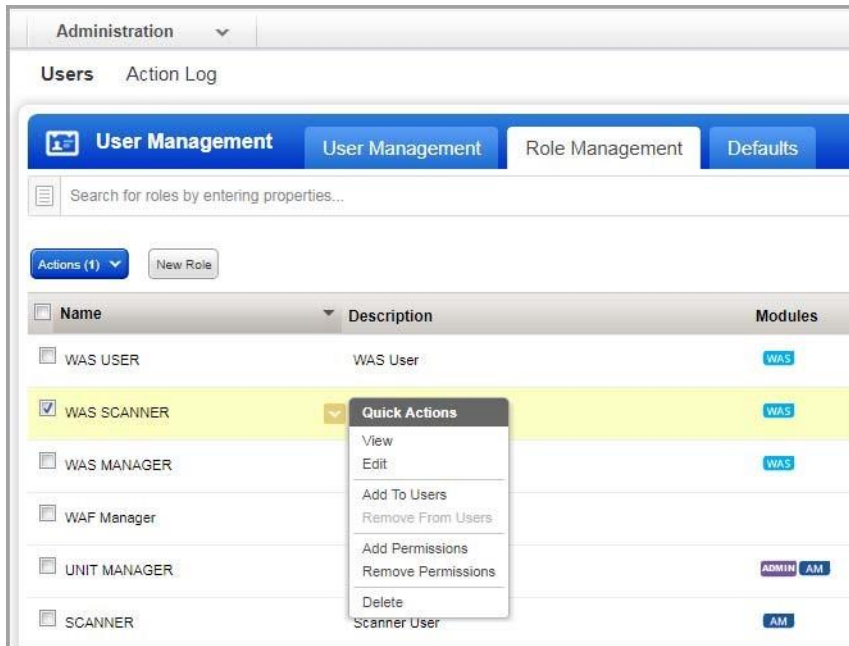 Administration
Users Action Log
User Management User Management Role Management Defaults
Search for roles by entering properties...
Actions (1) New Role
Name Description Modules
WAS USER WAS User WAS
WAS SCANNER Quick Actions WAS
View
WAS MANAGER Edit WAS
Add To Users
WAF Manager Remove From Users
Add Permissions
UNIT MANAGER Remove Permissions ADMIN AM
Delete
SCANNER Scanner User AM